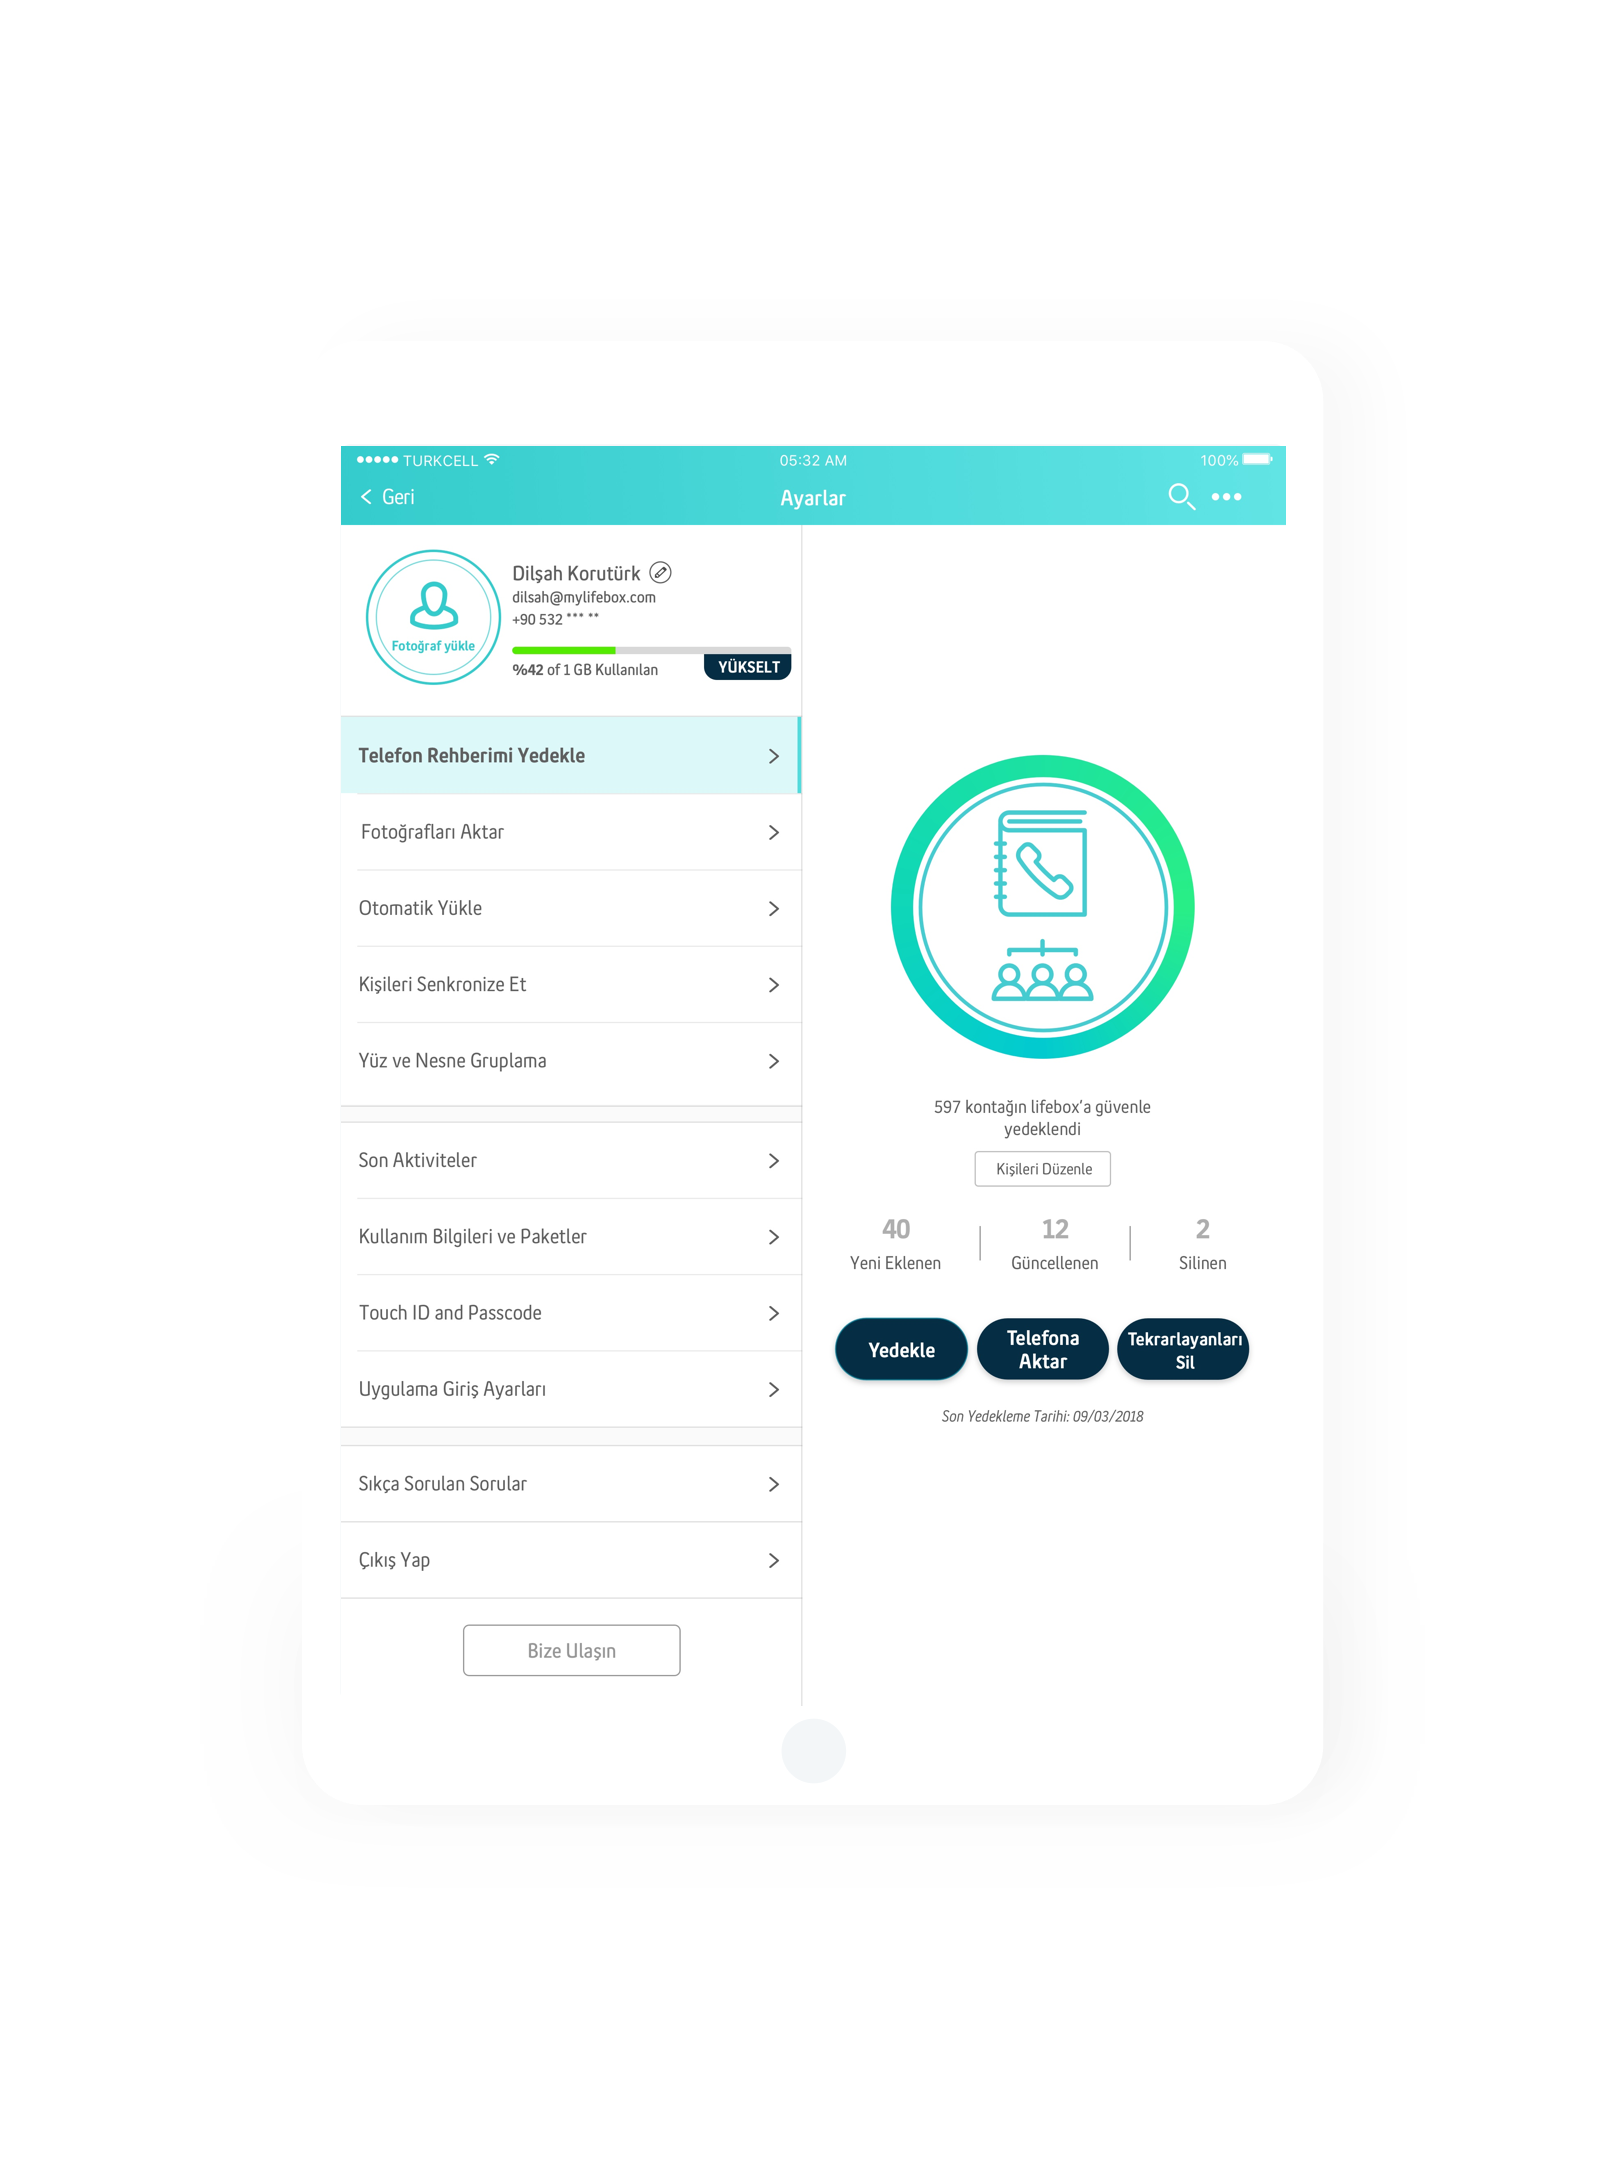 TURKCELL
05:32 AM
100%
Geri
Ayarlar
Fotoğraf yükle
Dilşah Korutürk
dilsah@mylifebox.com
+90 532 *** **
%42 of 1 GB Kullanılan
YÜKSELT
Telefon Rehberimi Yedekle
Fotoğrafları Aktar
Otomatik Yükle
Kişileri Senkronize Et
Yüz ve Nesne Gruplama
Son Aktiviteler
Kullanım Bilgileri ve Paketler
Touch ID and Passcode
Uygulama Giriş Ayarları
Sıkça Sorulan Sorular
Çıkış Yap
Bize Ulaşın
597 kontağın lifebox’a güvenle
yedeklendi
Kişileri Düzenle
40
Yeni Eklenen
12
Güncellenen
2
Silinen
Yedekle
Telefona
Aktar
Tekrarlayanları
Sil
Son Yedekleme Tarihi: 09/03/2018